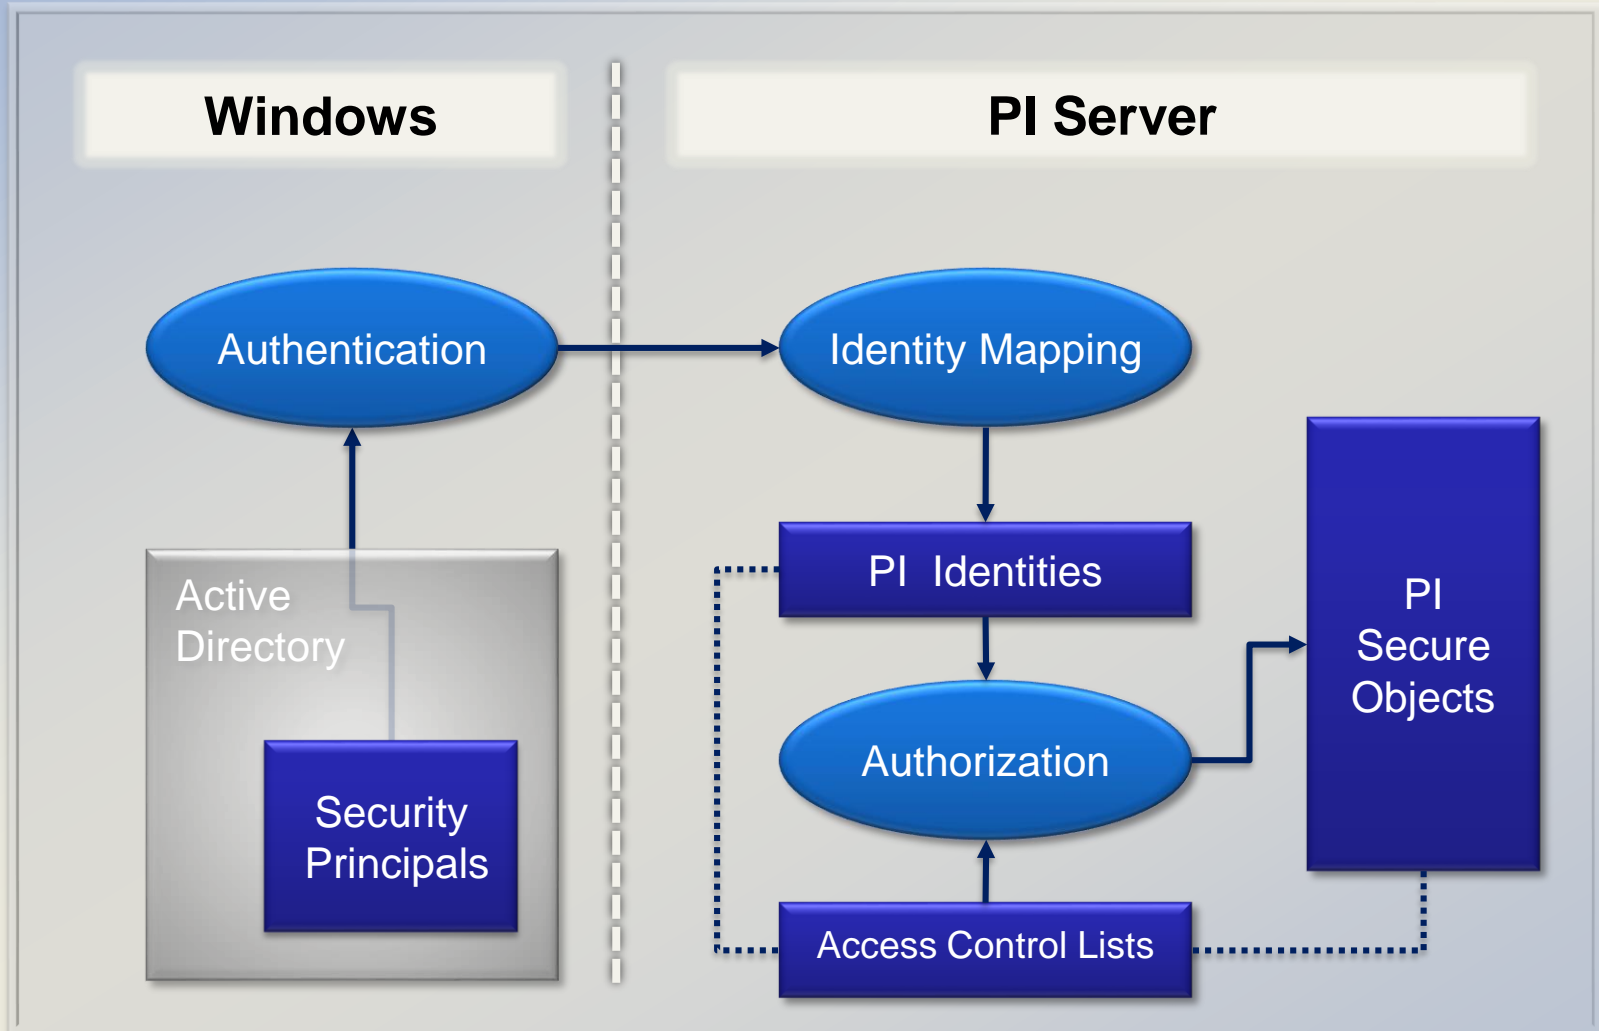 Windows
PI Server
Authentication
Identity Mapping
Active
Directory
PI Identities
PI
Secure
Objects
Authorization
Security
Principals
Access Control Lists